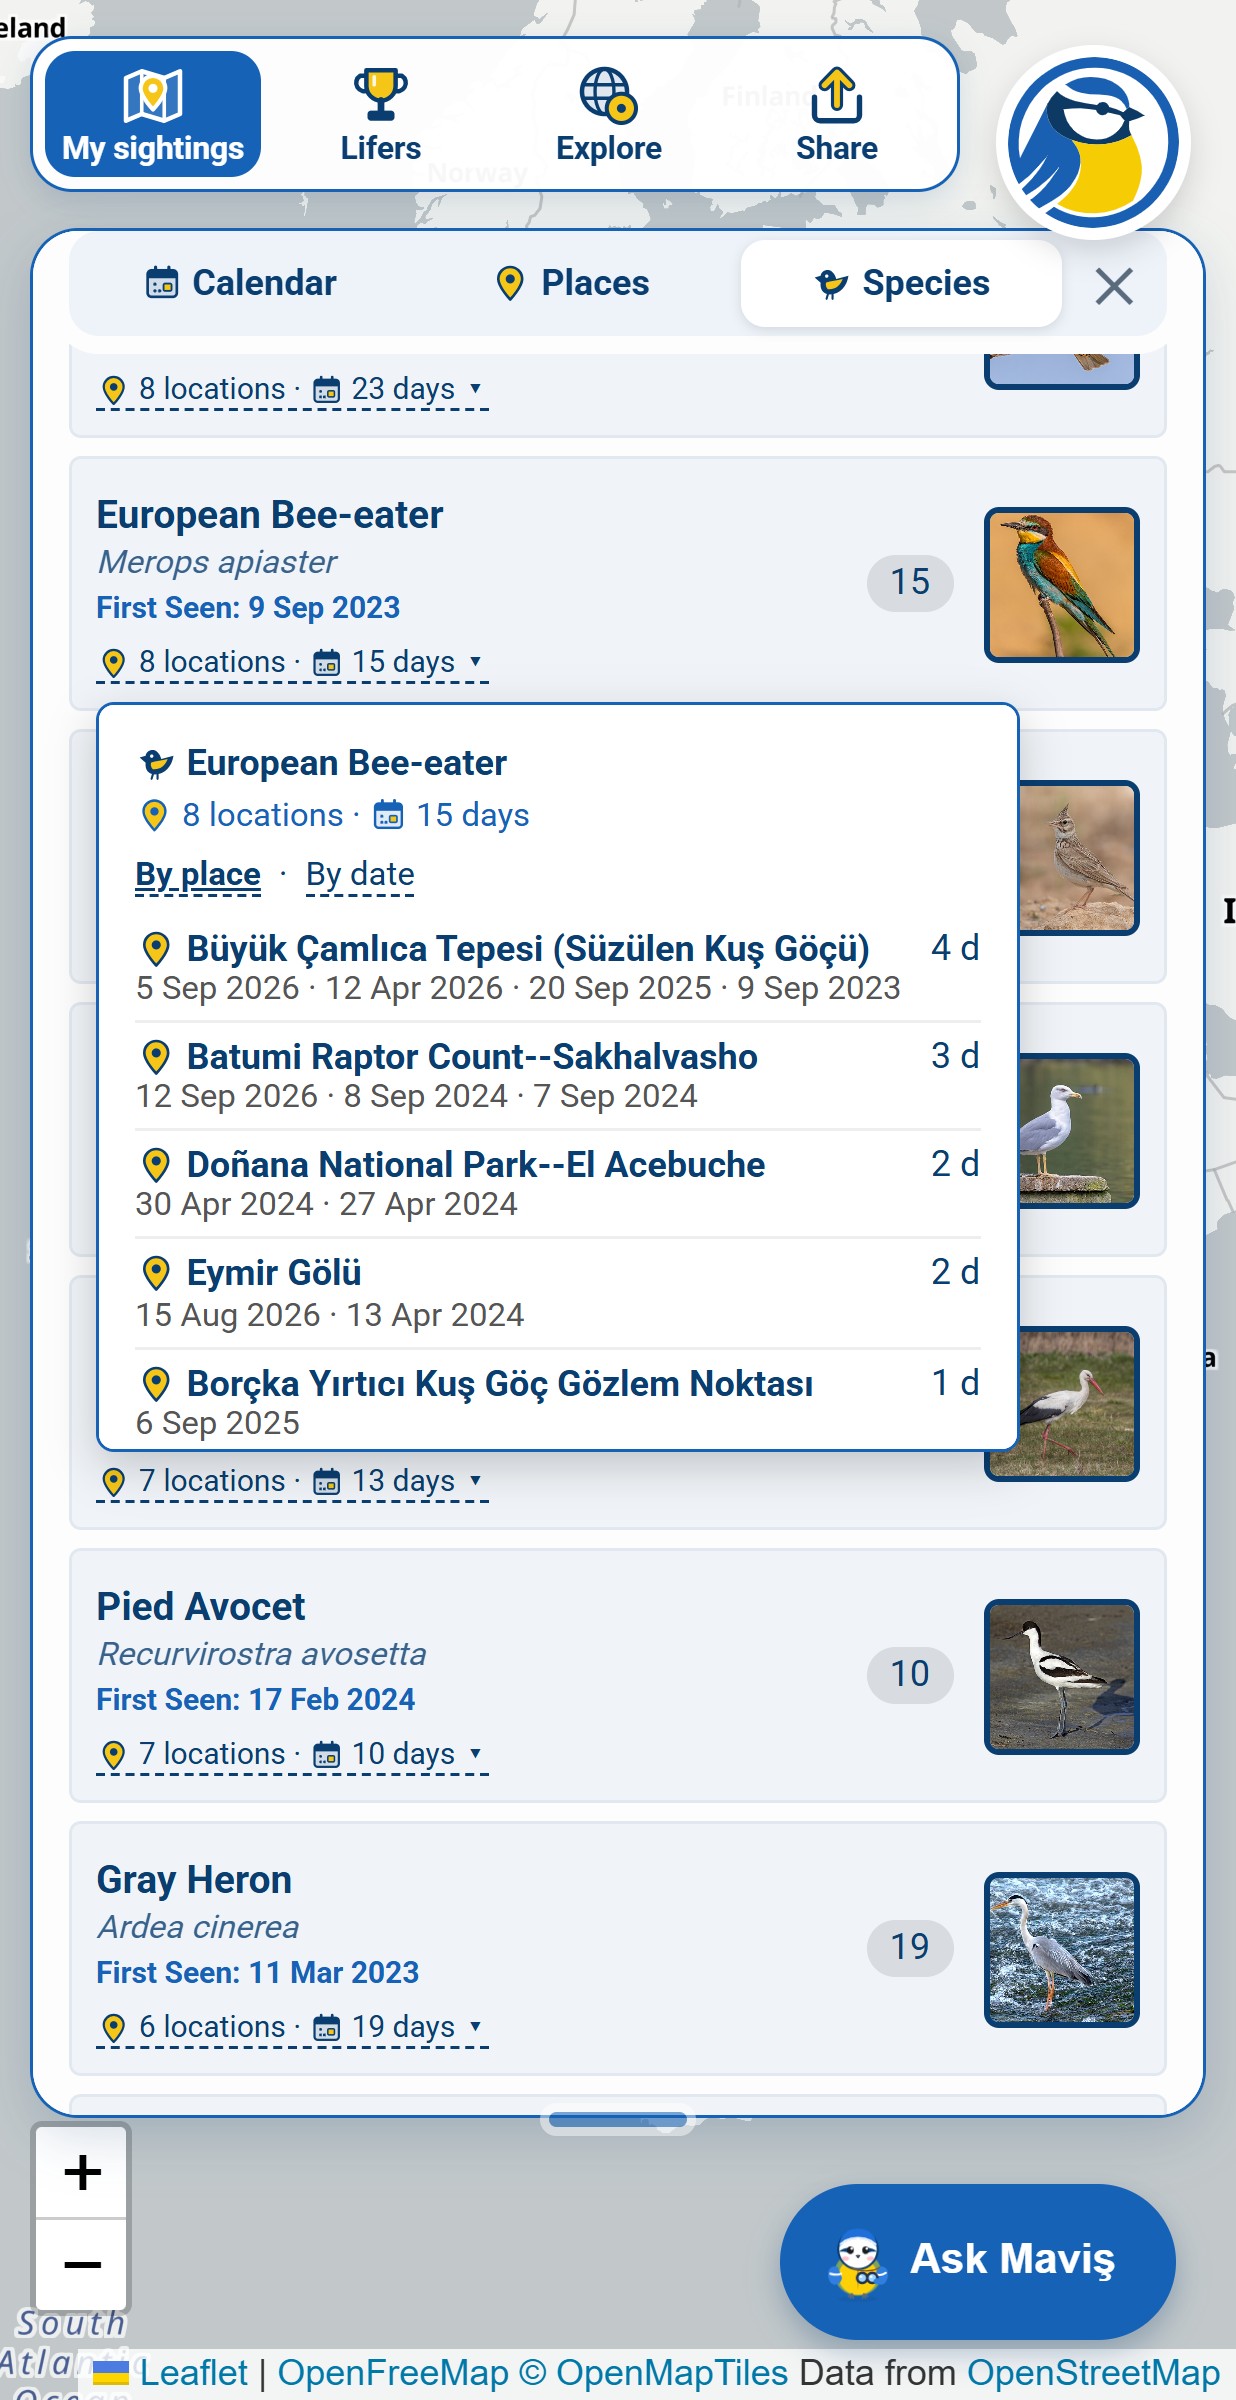 eland
Finland
Norway
My sightings
Lifers
Explore
Share
Calendar
Places
Species
8 locations · 23 days ▾
European Bee-eater
Merops apiaster
First Seen: 9 Sep 2023
15
8 locations · 15 days ▾
European Bee-eater
8 locations · 15 days
By place · By date
Büyük Çamlıca Tepesi (Süzülen Kuş Göçü) 4 d
5 Sep 2026 · 12 Apr 2026 · 20 Sep 2025 · 9 Sep 2023
Batumi Raptor Count--Sakhalvasho 3 d
12 Sep 2026 · 8 Sep 2024 · 7 Sep 2024
Doñana National Park--El Acebuche 2 d
30 Apr 2024 · 27 Apr 2024
Eymir Gölü 2 d
15 Aug 2026 · 13 Apr 2024
Borçka Yırtıcı Kuş Göç Gözlem Noktası 1 d
6 Sep 2025
7 locations · 13 days ▾
Pied Avocet
Recurvirostra avosetta
First Seen: 17 Feb 2024
10
7 locations · 10 days ▾
Gray Heron
Ardea cinerea
First Seen: 11 Mar 2023
19
6 locations · 19 days ▾
+
−
Ask Maviş
South
Leaflet | OpenFreeMap © OpenMapTiles Data from OpenStreetMap